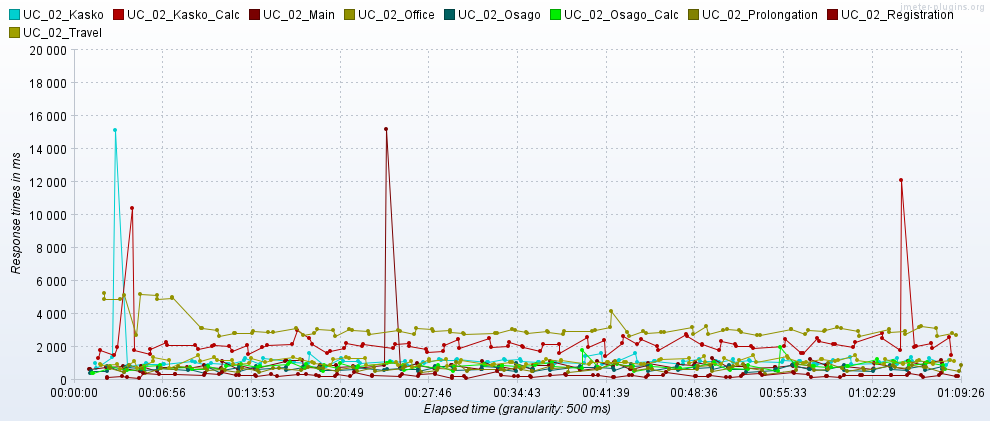 UC_02_Kasko UC_02_Kasko_Calc UC_02_Main UC_02_Office UC_02_Osago UC_02_Osago_Calc UC_02_Prolongation UC_02_Registration
jmeter-plugins.org
UC_02_Travel
20 000
18 000
16 000
14 000
12 000
10 000
8 000
6 000
4 000
2 000
0
Response times in ms
00:00:00 00:06:56 00:13:53 00:20:49 00:27:46 00:34:43 00:41:39 00:48:36 00:55:33 01:02:29 01:09:26
Elapsed time (granularity: 500 ms)